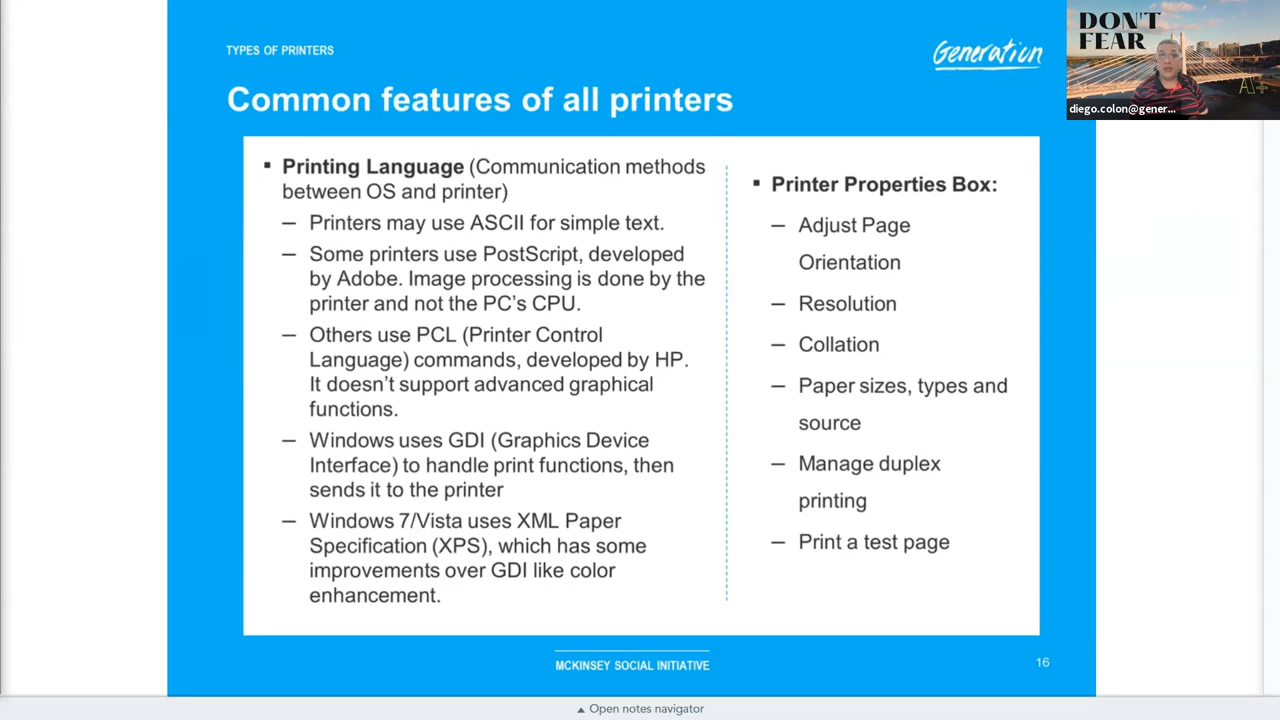 TYPES OF PRINTERS
Generation
Common features of all printers
▪ Printing Language (Communication methods
between OS and printer)
– Printers may use ASCII for simple text.
– Some printers use PostScript, developed
by Adobe. Image processing is done by the
printer and not the PC's CPU.
– Others use PCL (Printer Control
Language) commands, developed by HP.
It doesn't support advanced graphical
functions.
– Windows uses GDI (Graphics Device
Interface) to handle print functions, then
sends it to the printer
– Windows 7/Vista uses XML Paper
Specification (XPS), which has some
improvements over GDI like color
enhancement.
▪ Printer Properties Box:
– Adjust Page
Orientation
– Resolution
– Collation
– Paper sizes, types and
source
– Manage duplex
printing
– Print a test page
MCKINSEY SOCIAL INITIATIVE
16
DON'T
FEAR
A+
diego.colon@gener...
▲ Open notes navigator